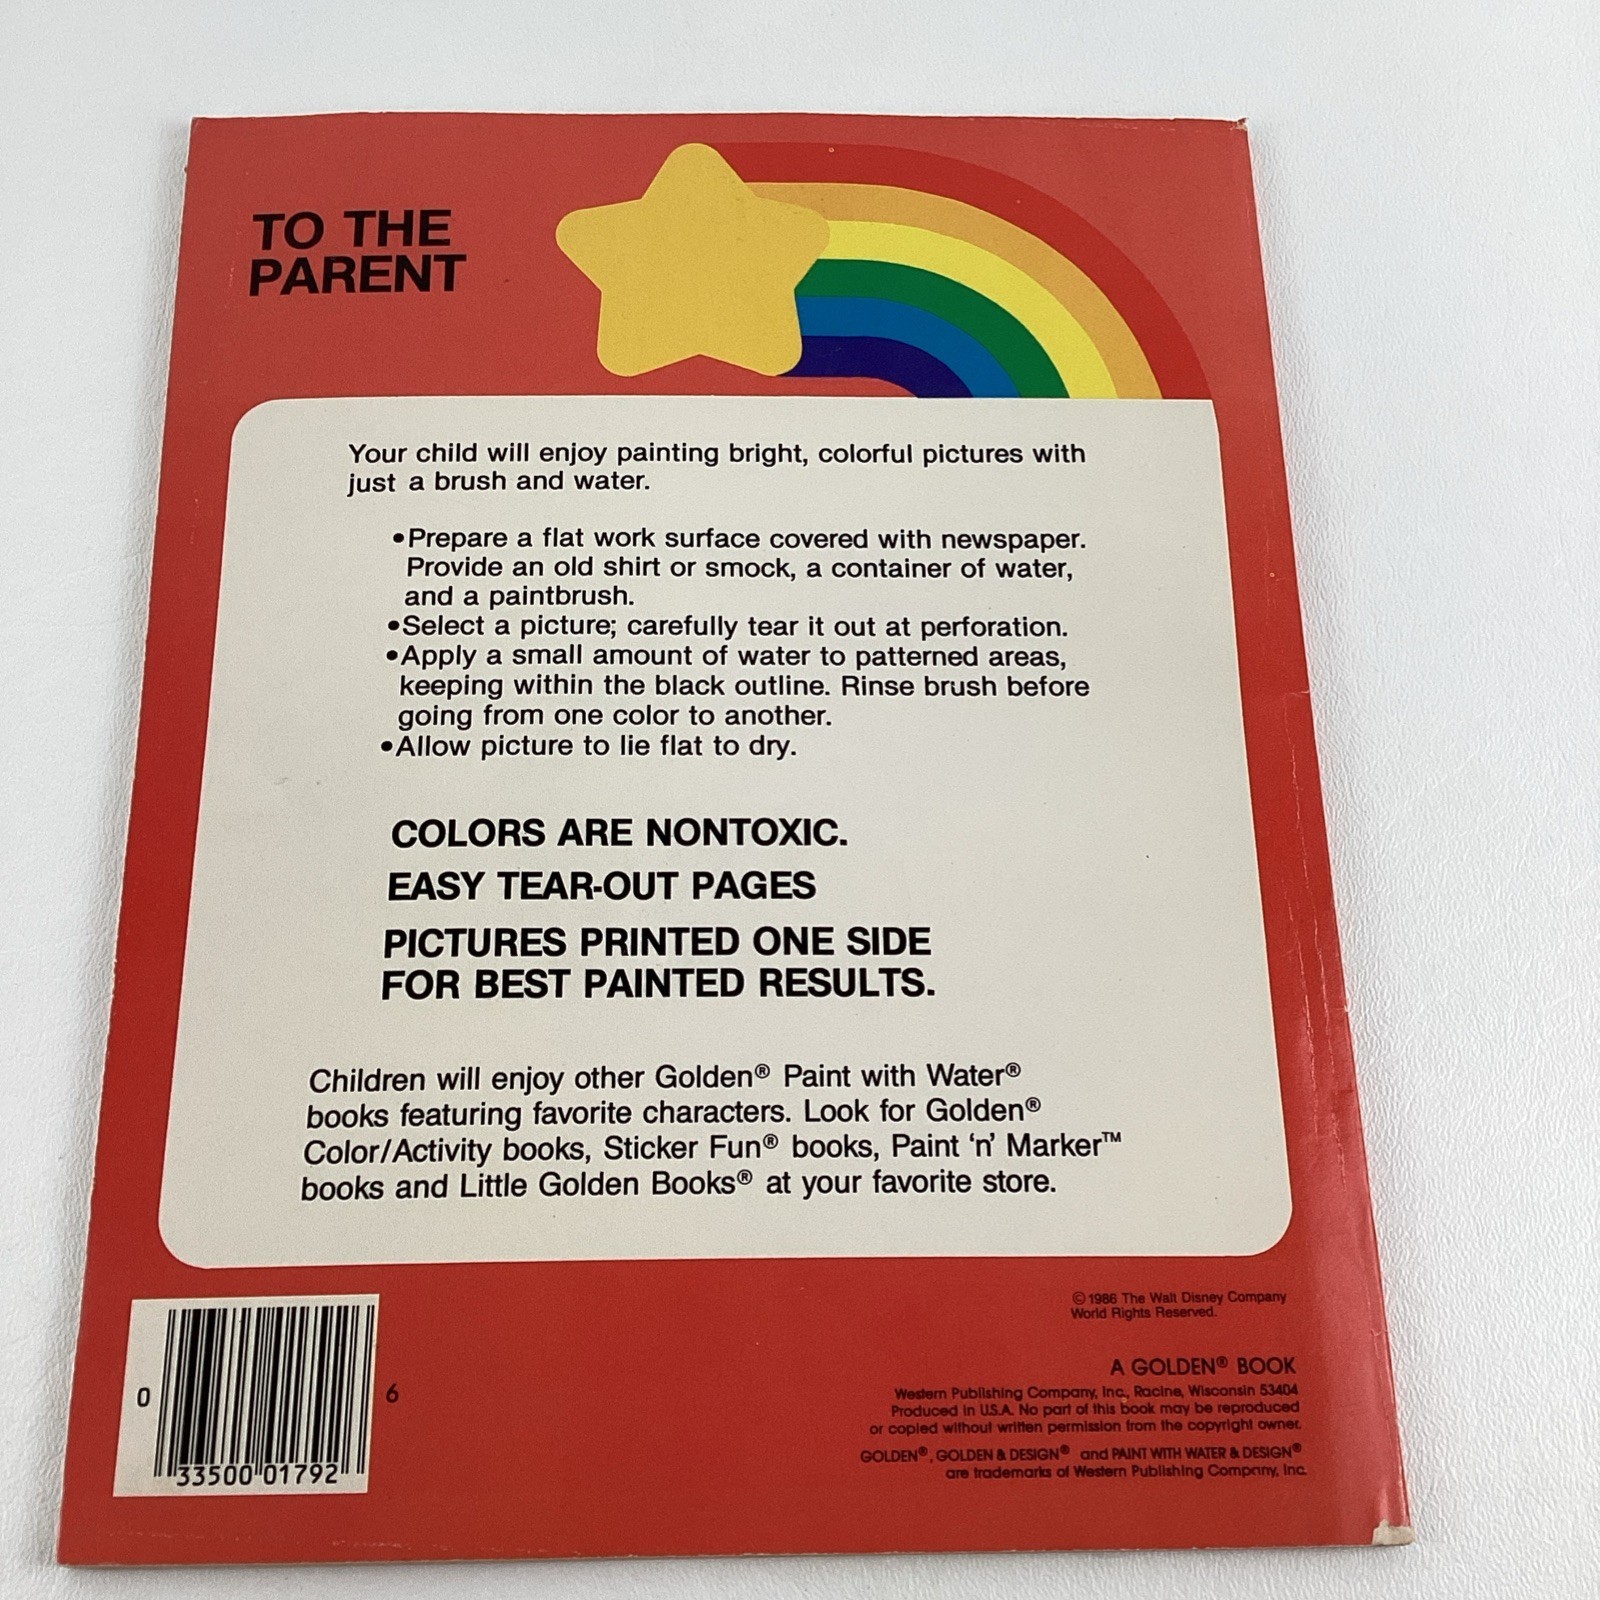 TO THE
PARENT
Your child will enjoy painting bright, colorful pictures with
just a brush and water.
•Prepare a flat work surface covered with newspaper.
Provide an old shirt or smock, a container of water,
and a paintbrush.
•Select a picture; carefully tear it out at perforation.
•Apply a small amount of water to patterned areas,
keeping within the black outline. Rinse brush before
going from one color to another.
•Allow picture to lie flat to dry.
COLORS ARE NONTOXIC.
EASY TEAR-OUT PAGES
PICTURES PRINTED ONE SIDE
FOR BEST PAINTED RESULTS.
Children will enjoy other Golden® Paint with Water®
books featuring favorite characters. Look for Golden®
Color/Activity books, Sticker Fun® books, Paint ‘n’ Marker™
books and Little Golden Books® at your favorite store.
0 33500 01792 6
©1986 The Walt Disney Company
World Rights Reserved.
A GOLDEN® BOOK
Western Publishing Company, Inc., Racine, Wisconsin 53404
Produced in U.S.A. No part of this book may be reproduced
or copied without written permission from the copyright owner.
GOLDEN®, GOLDEN & DESIGN® and PAINT WITH WATER & DESIGN®
are trademarks of Western Publishing Company, Inc.